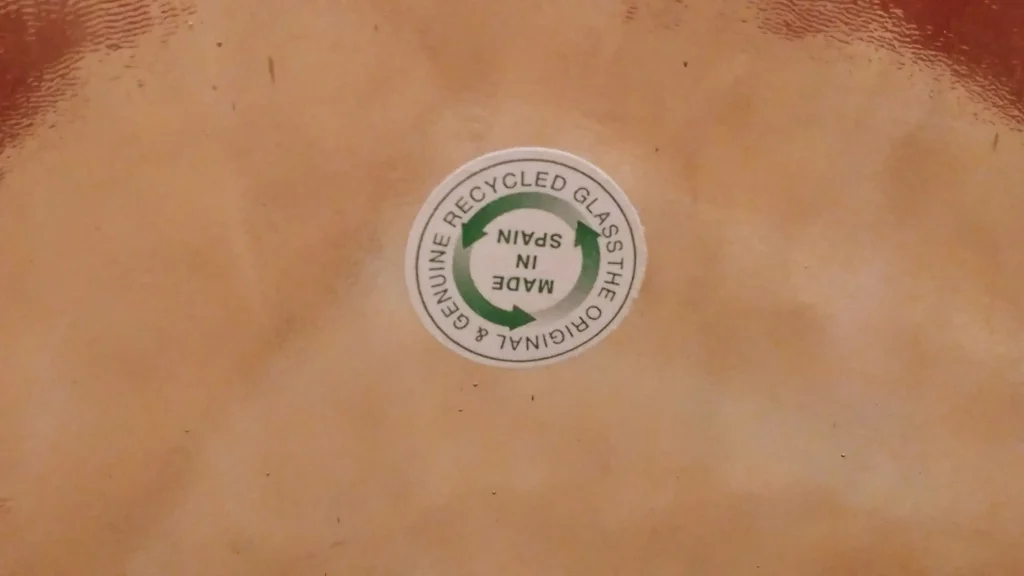 THE ORIGINAL & GENUINE RECYCLED GLASS
MADE
IN
SPAIN